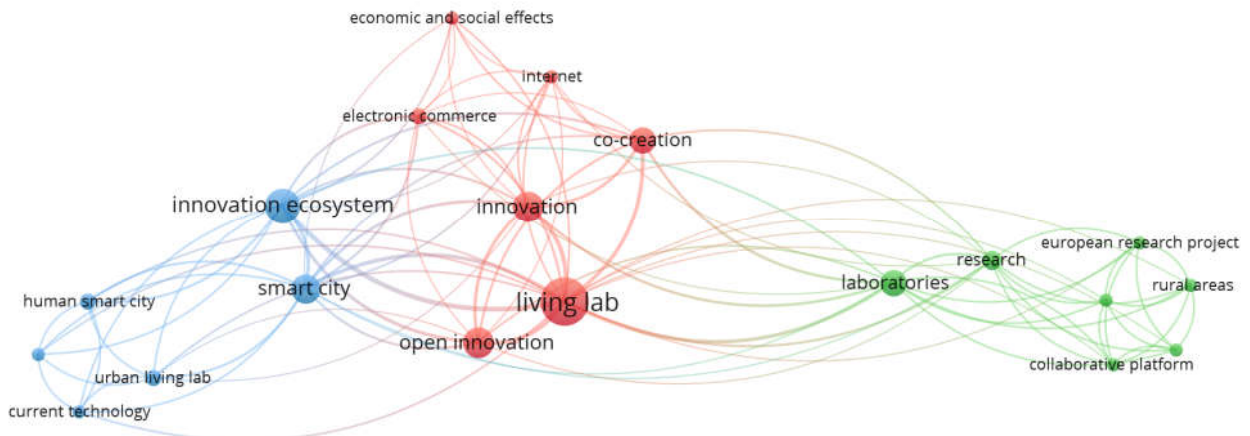 economic and social effects
internet
electronic commerce
co-creation
innovation ecosystem
innovation
european research project
research
laboratories
rural areas
smart city
human smart city
living lab
open innovation
collaborative platform
urban living lab
current technology